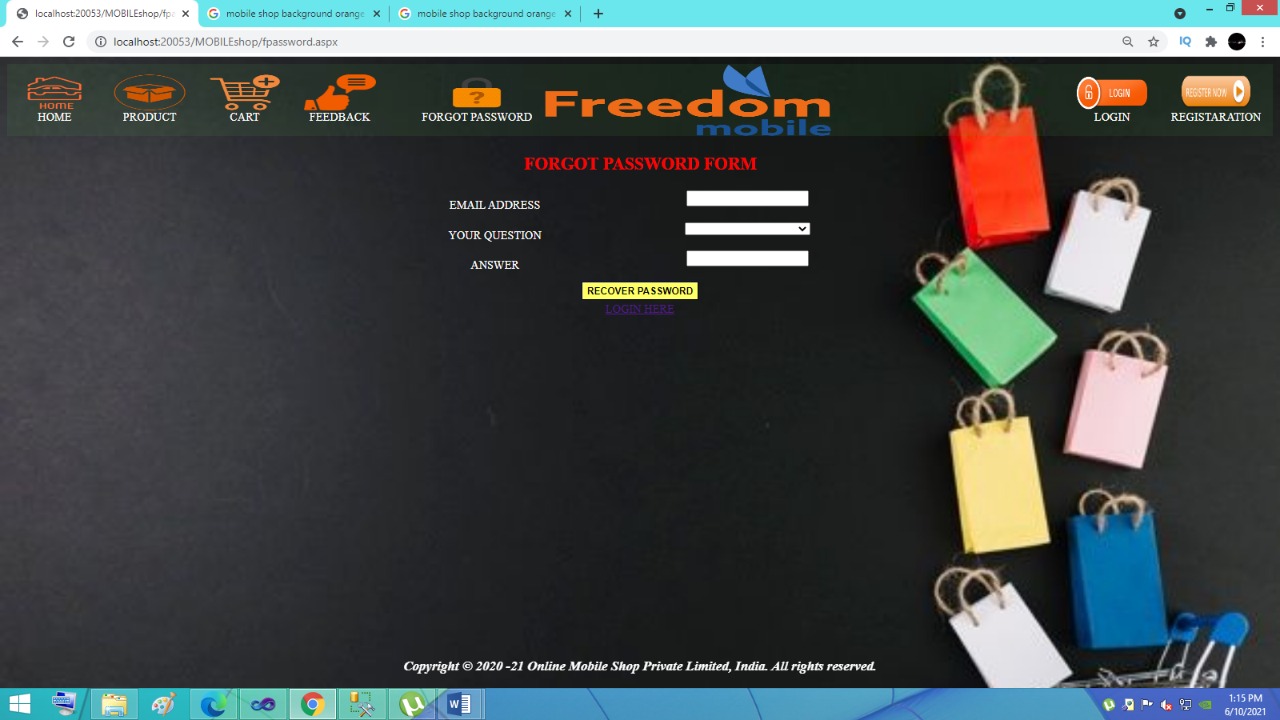 localhost:20053/MOBILEshop/fp
mobile shop background orange
mobile shop background orange
localhost:20053/MOBILEshop/fpassword.aspx
IQ
HOME
HOME
PRODUCT
CART
FEEDBACK
?
FORGOT PASSWORD
Freedom
mobile
LOGIN
LOGIN
REGISTER NOW
REGISTARATION
FORGOT PASSWORD FORM
EMAIL ADDRESS
YOUR QUESTION
ANSWER
RECOVER PASSWORD
LOGIN HERE
Copyright © 2020 -21 Online Mobile Shop Private Limited, India. All rights reserved.
1:15 PM
6/10/2021